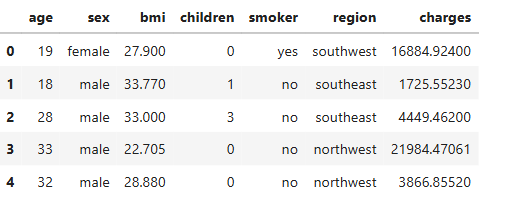 age sex bmi children smoker region charges
0 19 female 27.900 0 yes southwest 16884.92400
1 18 male 33.770 1 no southeast 1725.55230
2 28 male 33.000 3 no southeast 4449.46200
3 33 male 22.705 0 no northwest 21984.47061
4 32 male 28.880 0 no northwest 3866.85520